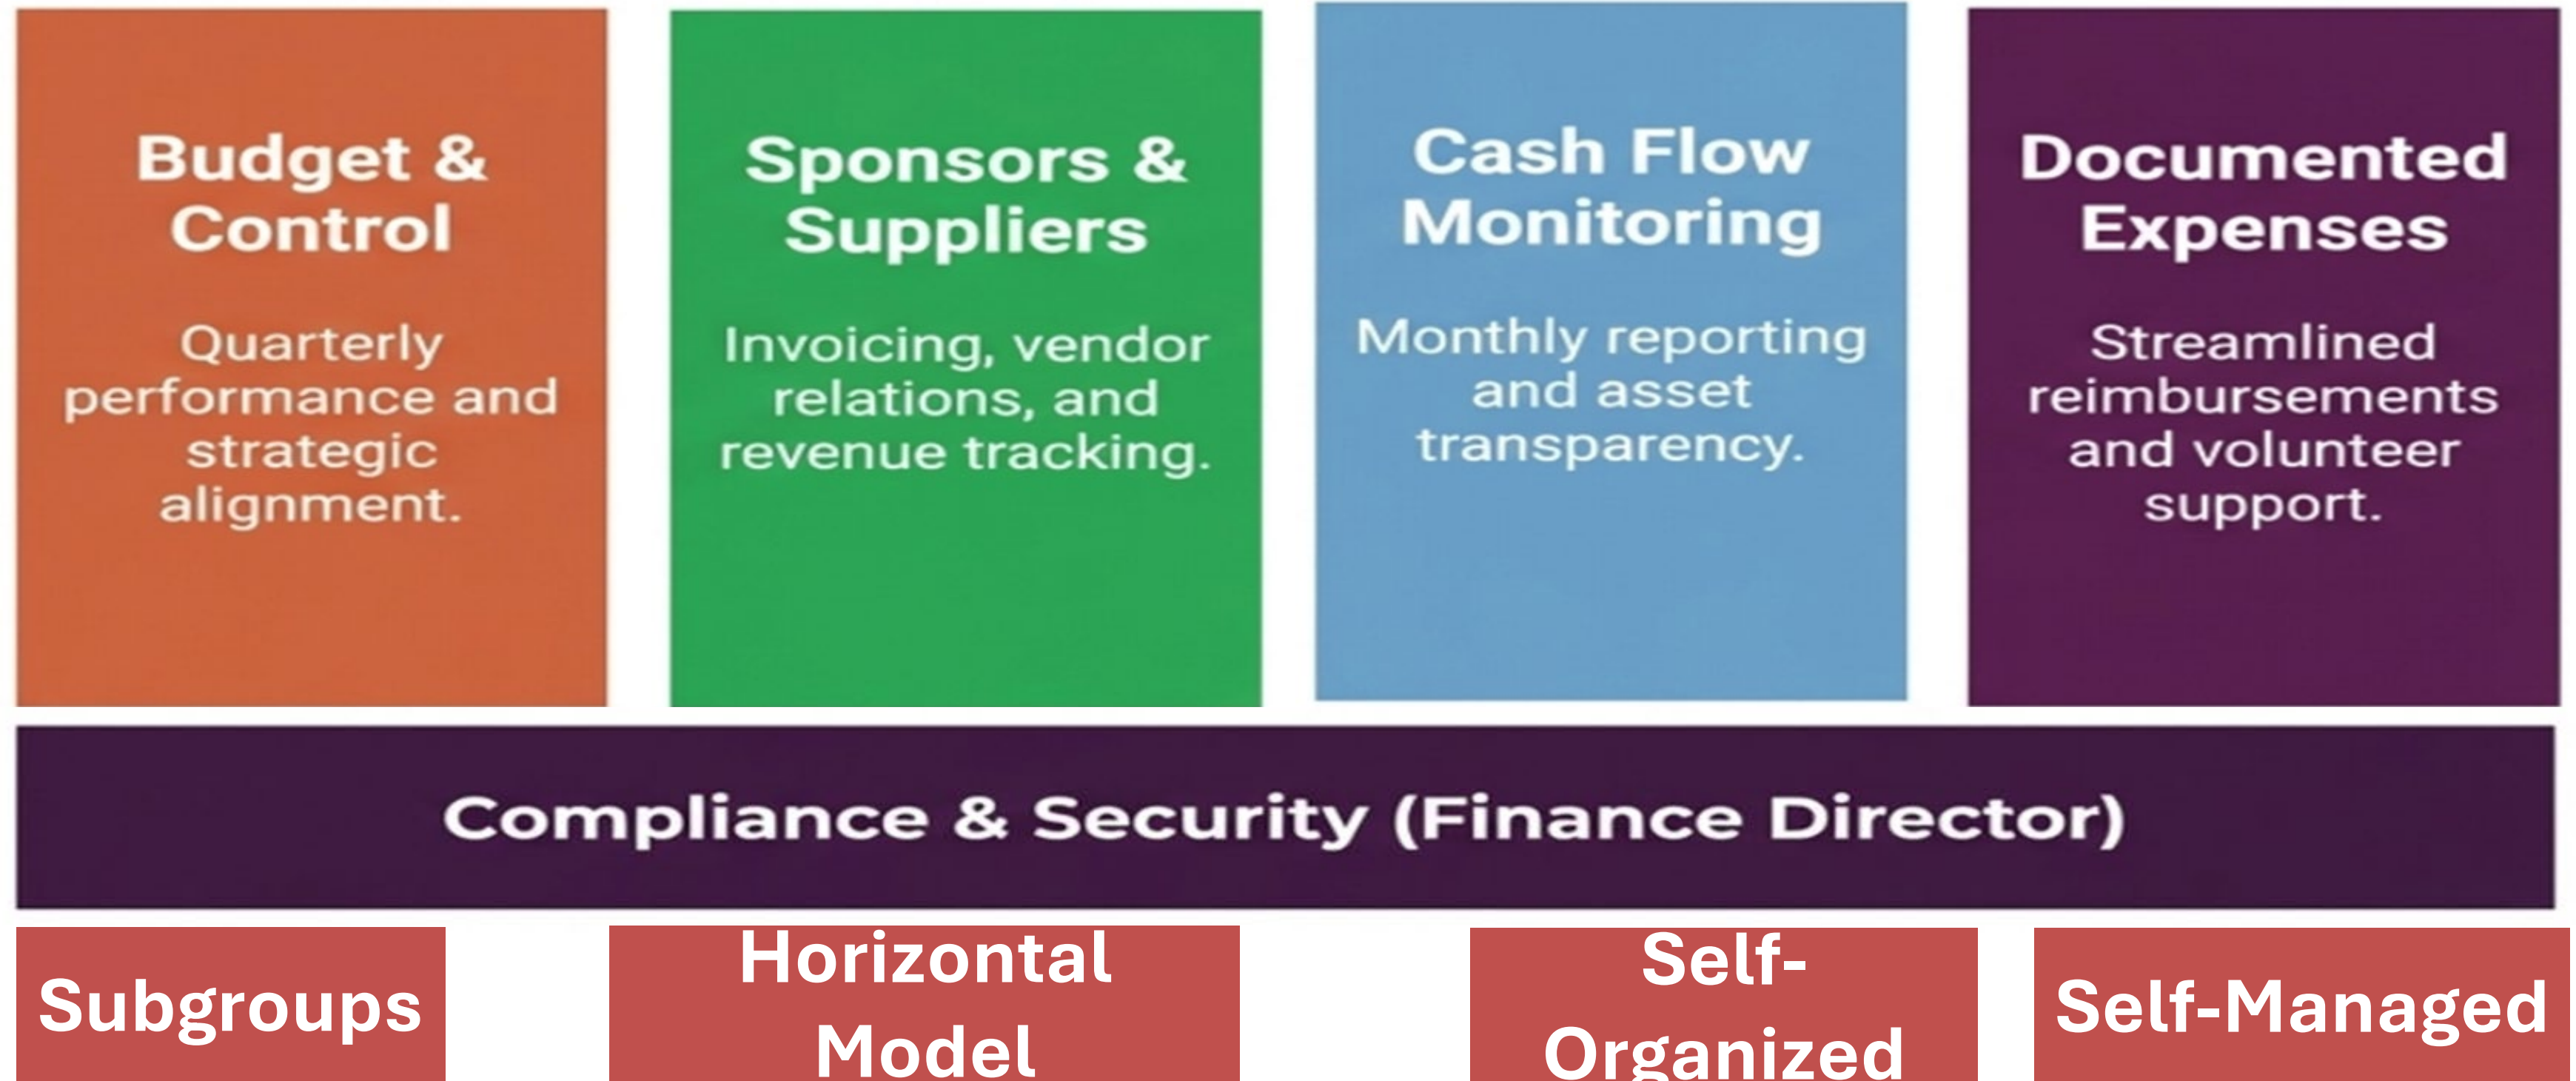 Budget &
Control
Quarterly
performance and
strategic
alignment.
Sponsors &
Suppliers
Invoicing, vendor
relations, and
revenue tracking.
Cash Flow
Monitoring
Monthly reporting
and asset
transparency.
Documented
Expenses
Streamlined
reimbursements
and volunteer
support.
Compliance & Security (Finance Director)
Subgroups
Horizontal
Model
Self-
Organized
Self-Managed